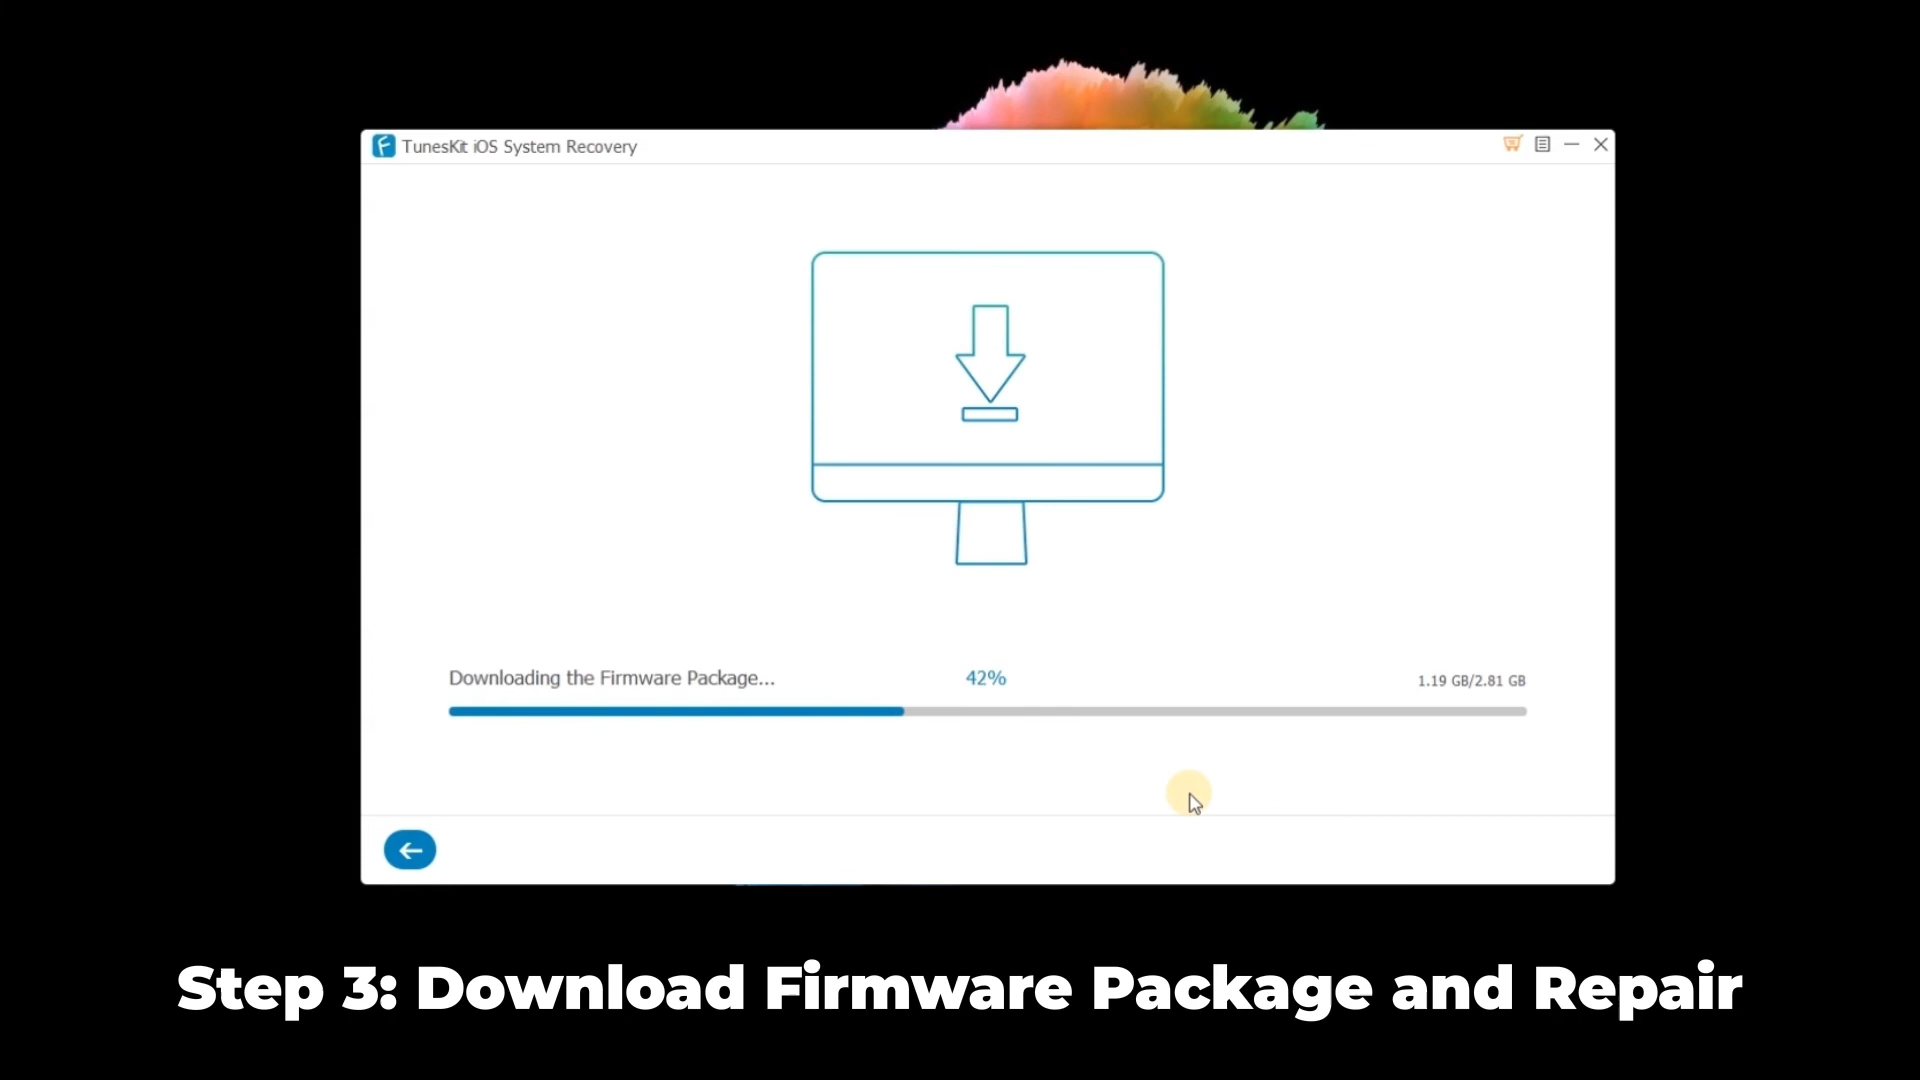 TunesKit iOS System Recovery
Downloading the Firmware Package... 42% 1.19 GB/2.81 GB
Step 3: Download Firmware Package and Repair